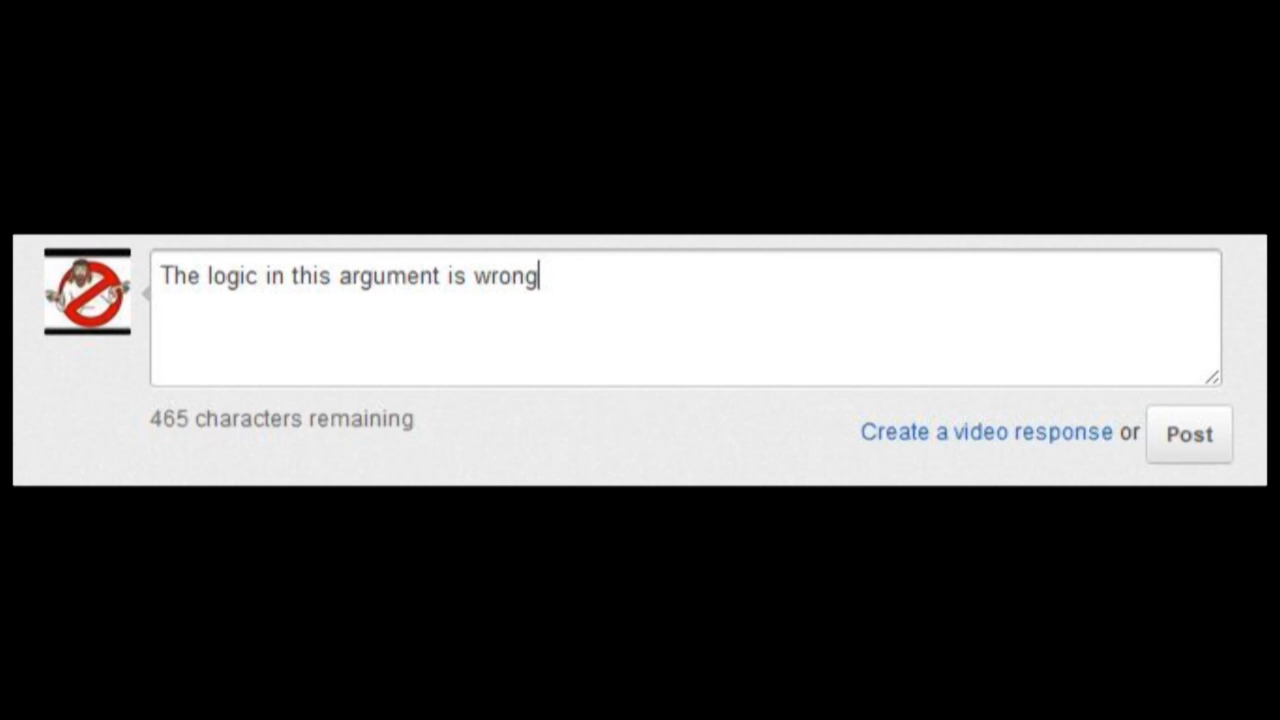 The logic in this argument is wrong
465 characters remaining
Create a video response or Post